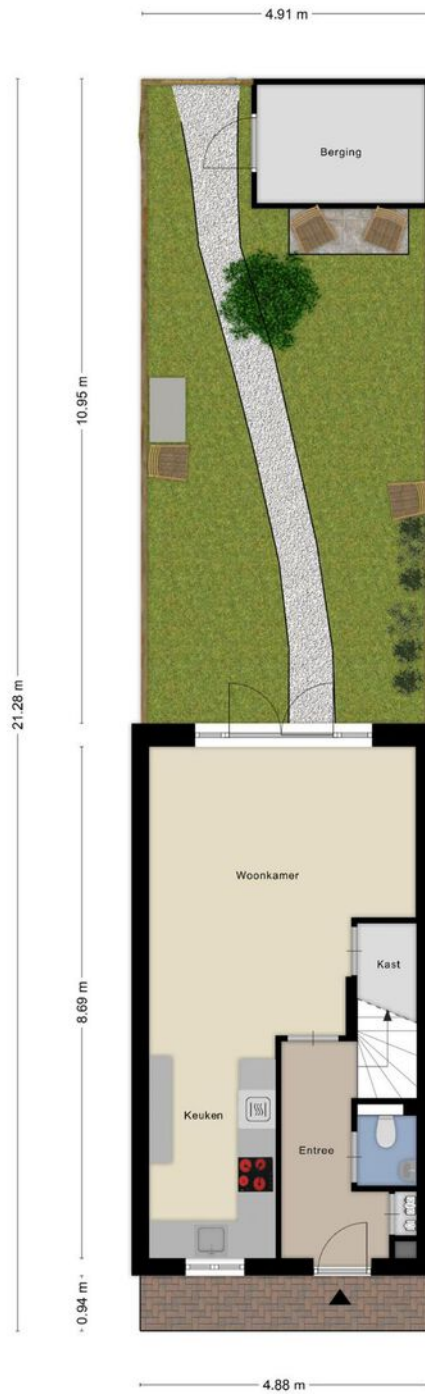 4.91 m
Berging
10.95 m
21.28 m
Woonkamer
Kast
8.69 m
Keuken
Entree
0.94 m
4.88 m